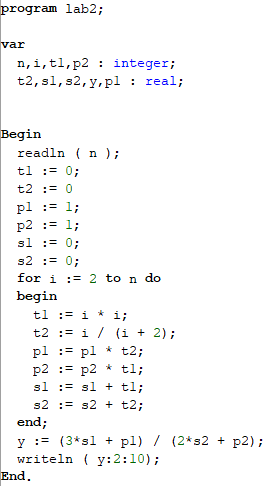 program lab2;
var
n,i,t1,p2 : integer;
t2,s1,s2,y,p1 : real;
Begin
readln ( n );
t1 := 0;
t2 := 0
p1 := 1;
p2 := 1;
s1 := 0;
s2 := 0;
for i := 2 to n do
begin
t1 := i * i;
t2 := i / (i + 2);
p1 := p1 * t2;
p2 := p2 * t1;
s1 := s1 + t1;
s2 := s2 + t2;
end;
y := (3*s1 + p1) / (2*s2 + p2);
writeln ( y:2:10);
End.